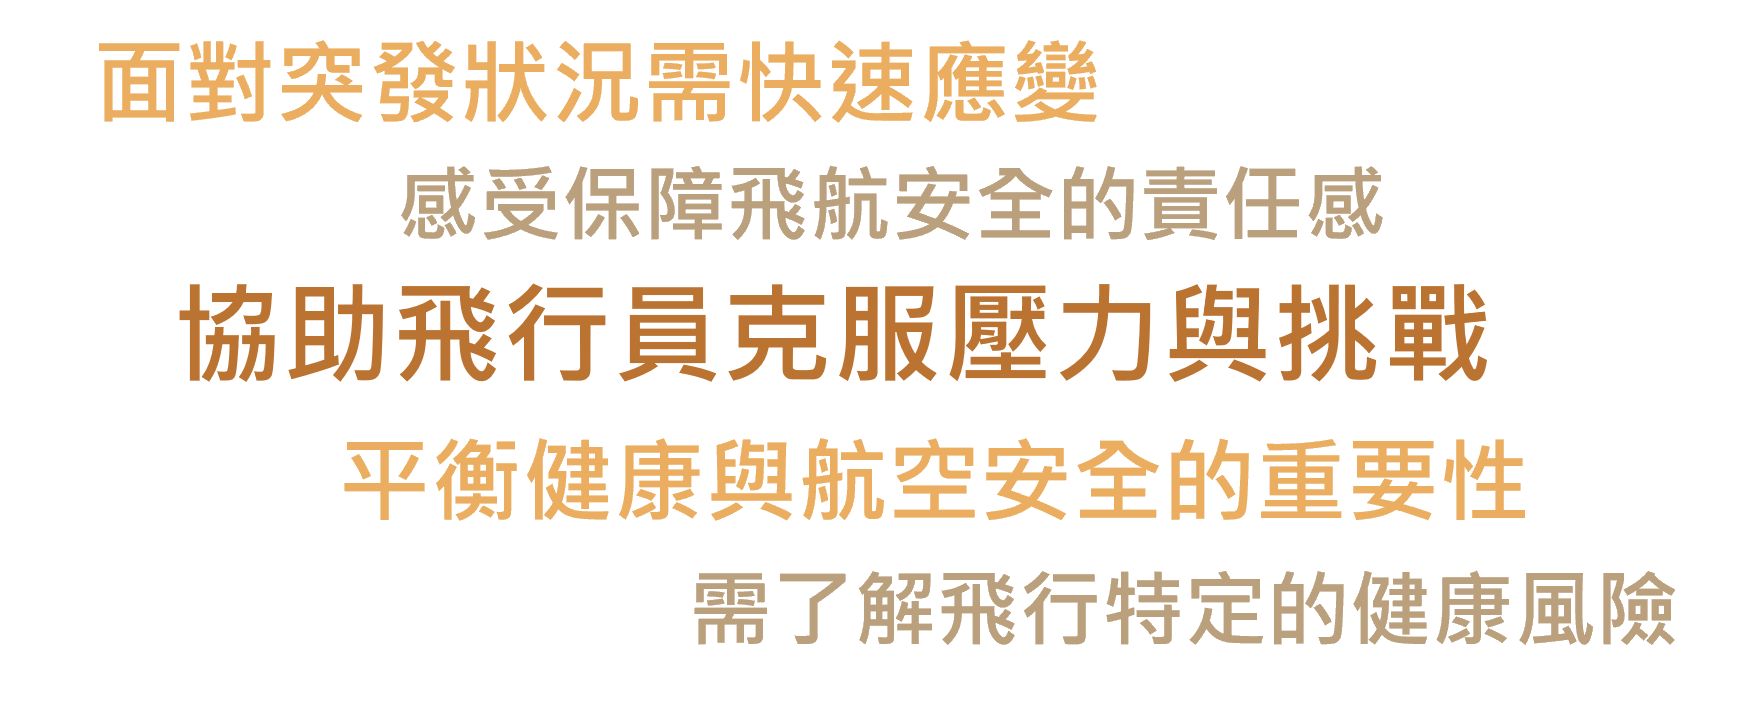 面對突發狀況需快速應變
感受保障飛航安全的責任感
協助飛行員克服壓力與挑戰
平衡健康與航空安全的重要性
需了解飛行特定的健康風險